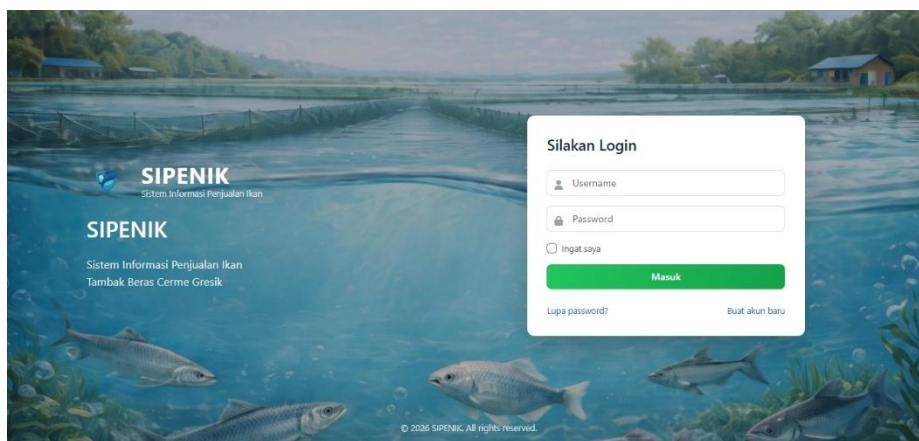 SIPENIK
Sistem Informasi Penjualan Ikan
SIPENIK
Sistem Informasi Penjualan Ikan
Tambak Beras Cerme Gresik
Silakan Login
Username
Password
Ingat saya
Masuk
Lupa password? Buat akun baru
© 2026 SIPENIK, All rights reserved.